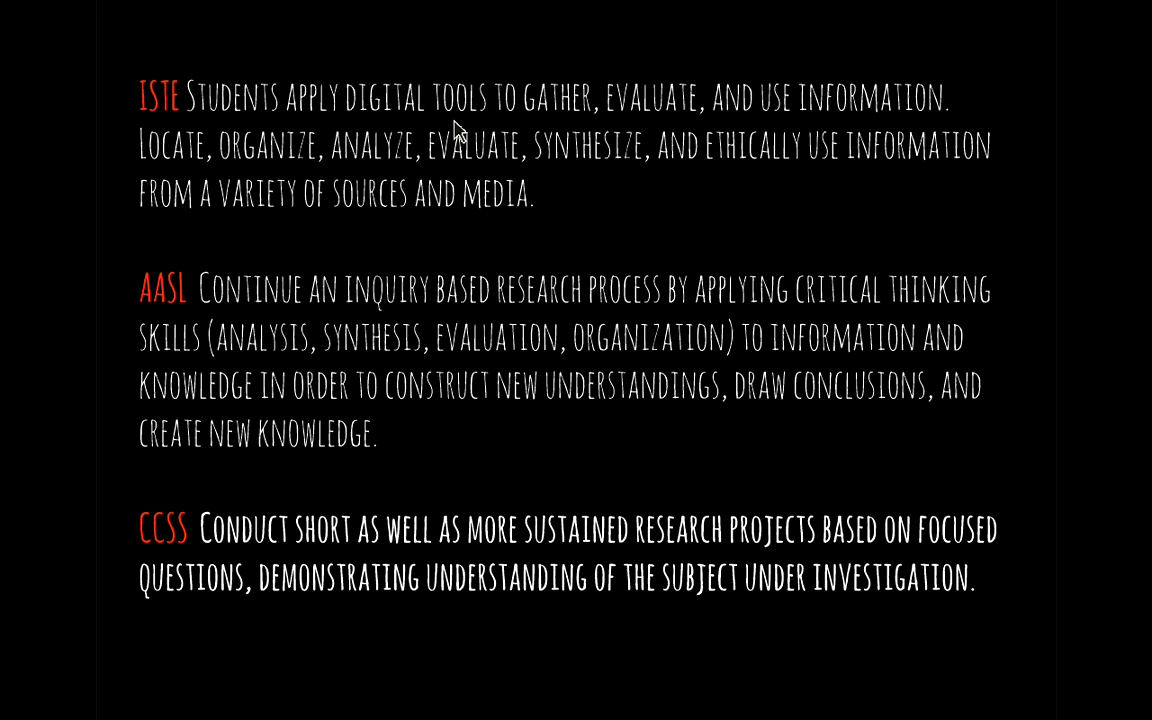 ISTE Students apply digital tools to gather, evaluate, and use information.
Locate, organize, analyze, evaluate, synthesize, and ethically use information
from a variety of sources and media.
AASL Continue an inquiry based research process by applying critical thinking
skills (analysis, synthesis, evaluation, organization) to information and
knowledge in order to construct new understandings, draw conclusions, and
create new knowledge.
CCSS Conduct short as well as more sustained research projects based on focused
questions, demonstrating understanding of the subject under investigation.